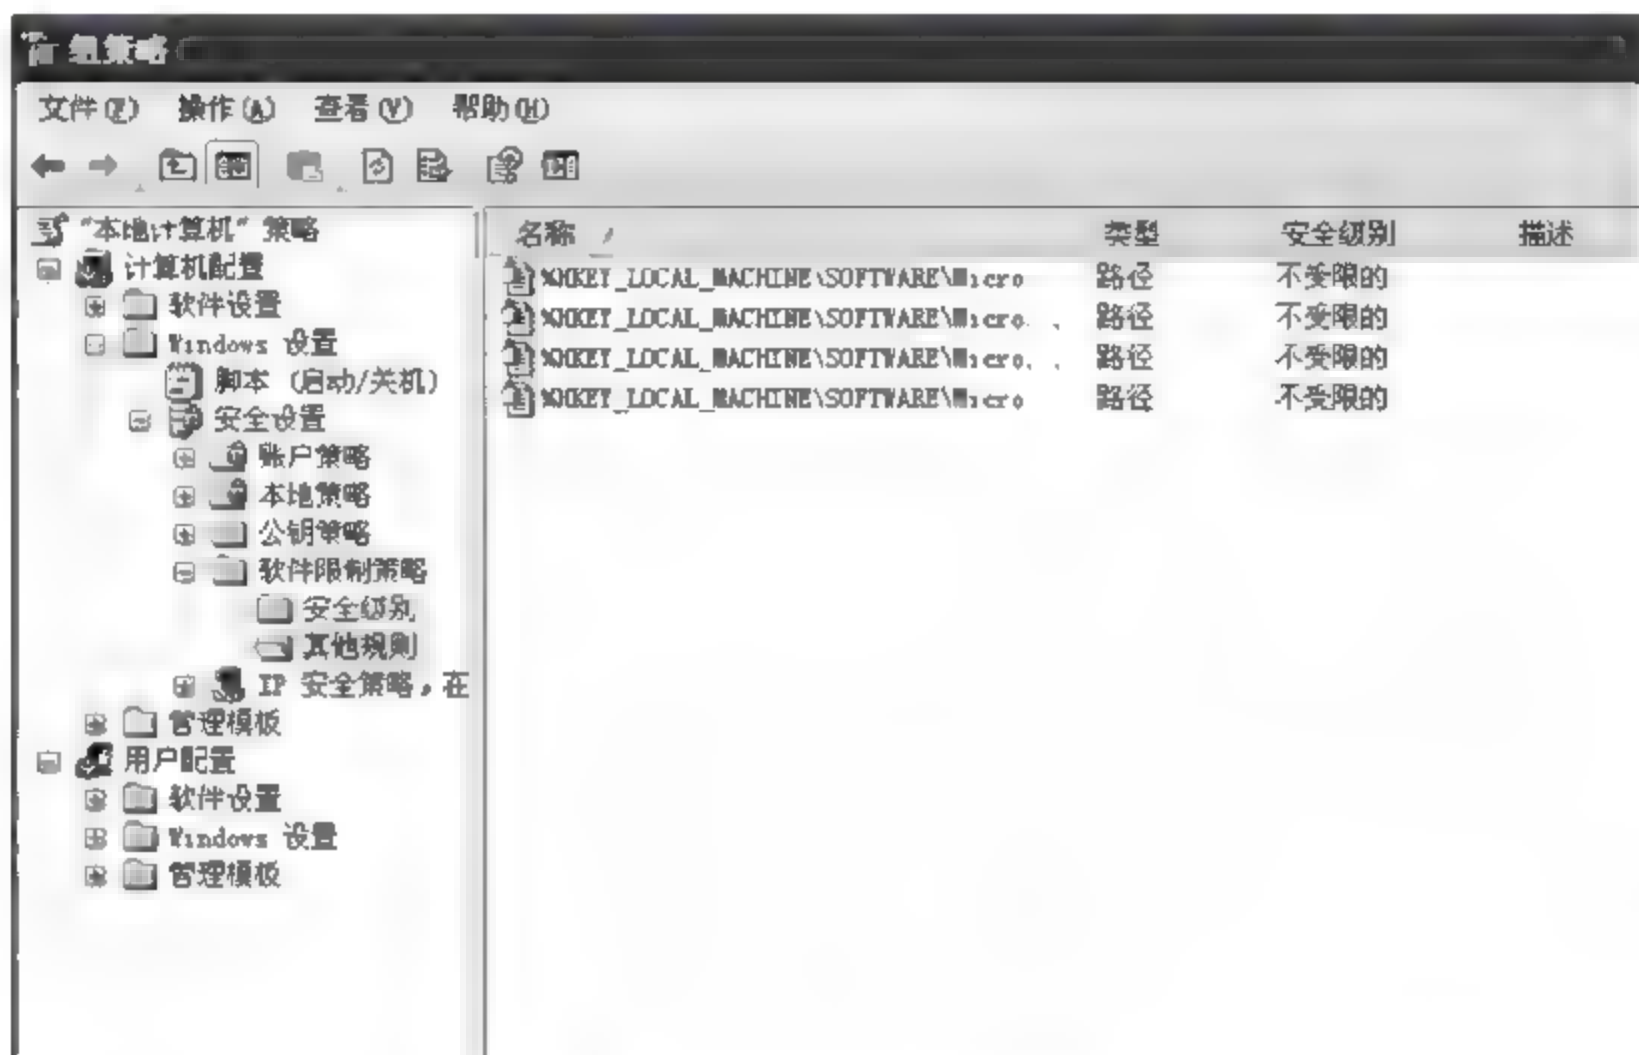 组策略
文件(F) 操作(A) 查看(V) 帮助(H)
"本地计算机" 策略
计算机配置
软件设置
Windows 设置
脚本 (启动/关机)
安全设置
账户策略
本地策略
公钥策略
软件限制策略
安全级别
其他规则
IP 安全策略，在
管理模板
用户配置
软件设置
Windows 设置
管理模板
名称 类型 安全级别 描述
%HKEY_LOCAL_MACHINE\SOFTWARE\Micro 路径 不受限的
%HKEY_LOCAL_MACHINE\SOFTWARE\Micro. . 路径 不受限的
%HKEY_LOCAL_MACHINE\SOFTWARE\Micro. . 路径 不受限的
%HKEY_LOCAL_MACHINE\SOFTWARE\Micro 路径 不受限的